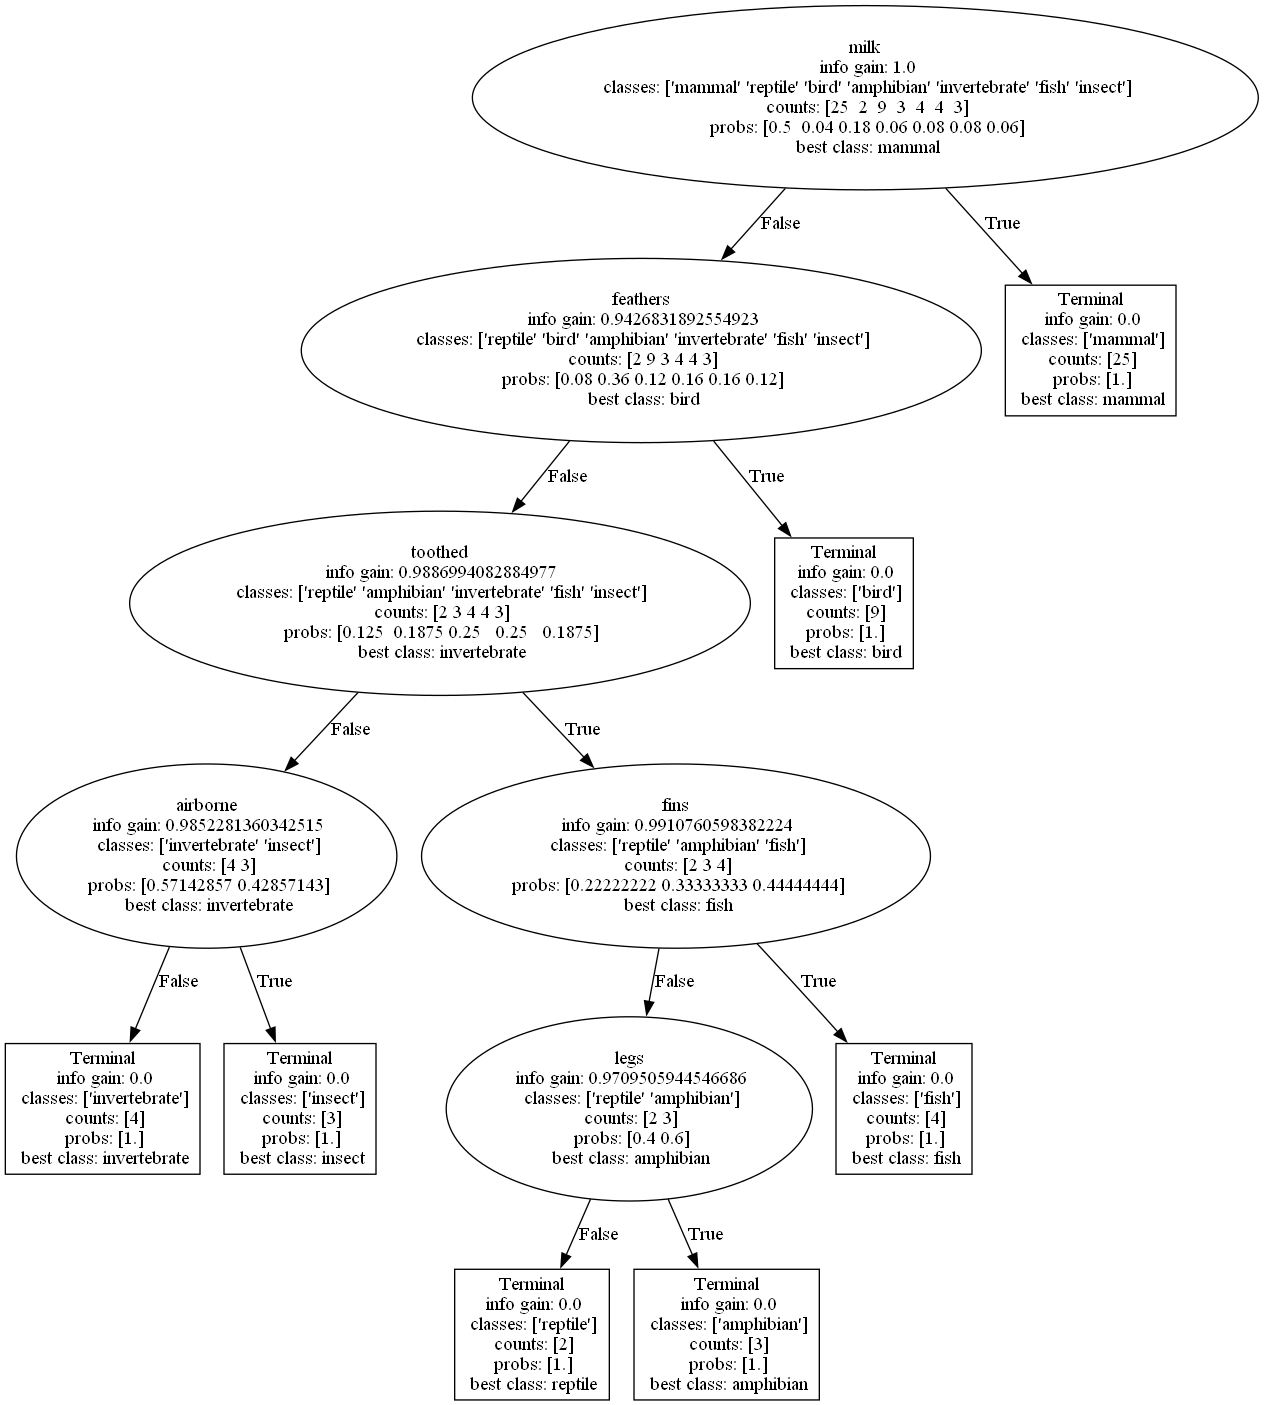 milk
info gain: 1.0
classes: ['mammal' 'reptile' 'bird' 'amphibian' 'invertebrate' 'fish' 'insect']
counts: [25 2 9 3 4 4 3]
probs: [0.5 0.04 0.18 0.06 0.08 0.08 0.06]
best class: mammal
False
True
feathers
info gain: 0.9426831892554923
classes: ['reptile' 'bird' 'amphibian' 'invertebrate' 'fish' 'insect']
counts: [2 9 3 4 4 3]
probs: [0.08 0.36 0.12 0.16 0.16 0.12]
best class: bird
Terminal
info gain: 0.0
classes: ['mammal']
counts: [25]
probs: [1.]
best class: mammal
False
True
toothed
info gain: 0.9886994082884977
classes: ['reptile' 'amphibian' 'invertebrate' 'fish' 'insect']
counts: [2 3 4 4 3]
probs: [0.125 0.1875 0.25 0.25 0.1875]
best class: invertebrate
Terminal
info gain: 0.0
classes: ['bird']
counts: [9]
probs: [1.]
best class: bird
False
True
airborne
info gain: 0.9852281360342515
classes: ['invertebrate' 'insect']
counts: [4 3]
probs: [0.57142857 0.42857143]
best class: invertebrate
fins
info gain: 0.9910760598382224
classes: ['reptile' 'amphibian' 'fish']
counts: [2 3 4]
probs: [0.22222222 0.33333333 0.44444444]
best class: fish
False
True
False
True
Terminal
info gain: 0.0
classes: ['invertebrate']
counts: [4]
probs: [1.]
best class: invertebrate
Terminal
info gain: 0.0
classes: ['insect']
counts: [3]
probs: [1.]
best class: insect
legs
info gain: 0.9709505944546686
classes: ['reptile' 'amphibian']
counts: [2 3]
probs: [0.4 0.6]
best class: amphibian
Terminal
info gain: 0.0
classes: ['fish']
counts: [4]
probs: [1.]
best class: fish
False
True
Terminal
info gain: 0.0
classes: ['reptile']
counts: [2]
probs: [1.]
best class: reptile
Terminal
info gain: 0.0
classes: ['amphibian']
counts: [3]
probs: [1.]
best class: amphibian